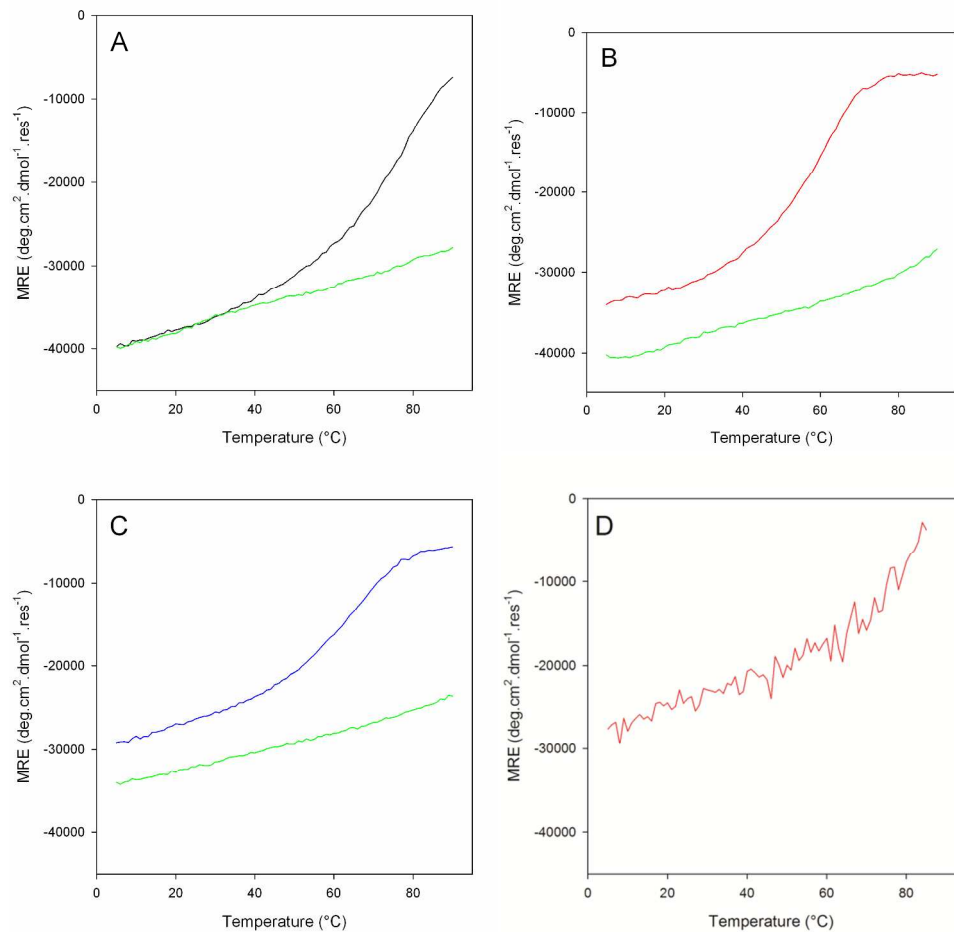 A
0
-10000
-20000
-30000
-40000
MRE (deg.cm².dmol⁻¹.res⁻¹)
0 20 40 60 80
Temperature (°C)
B
0
-10000
-20000
-30000
-40000
MRE (deg.cm².dmol⁻¹.res⁻¹)
0 20 40 60 80
Temperature (°C)
C
0
-10000
-20000
-30000
-40000
MRE (deg.cm².dmol⁻¹.res⁻¹)
0 20 40 60 80
Temperature (°C)
D
0
-10000
-20000
-30000
-40000
MRE (deg.cm².dmol⁻¹.res⁻¹)
0 20 40 60 80
Temperature (°C)